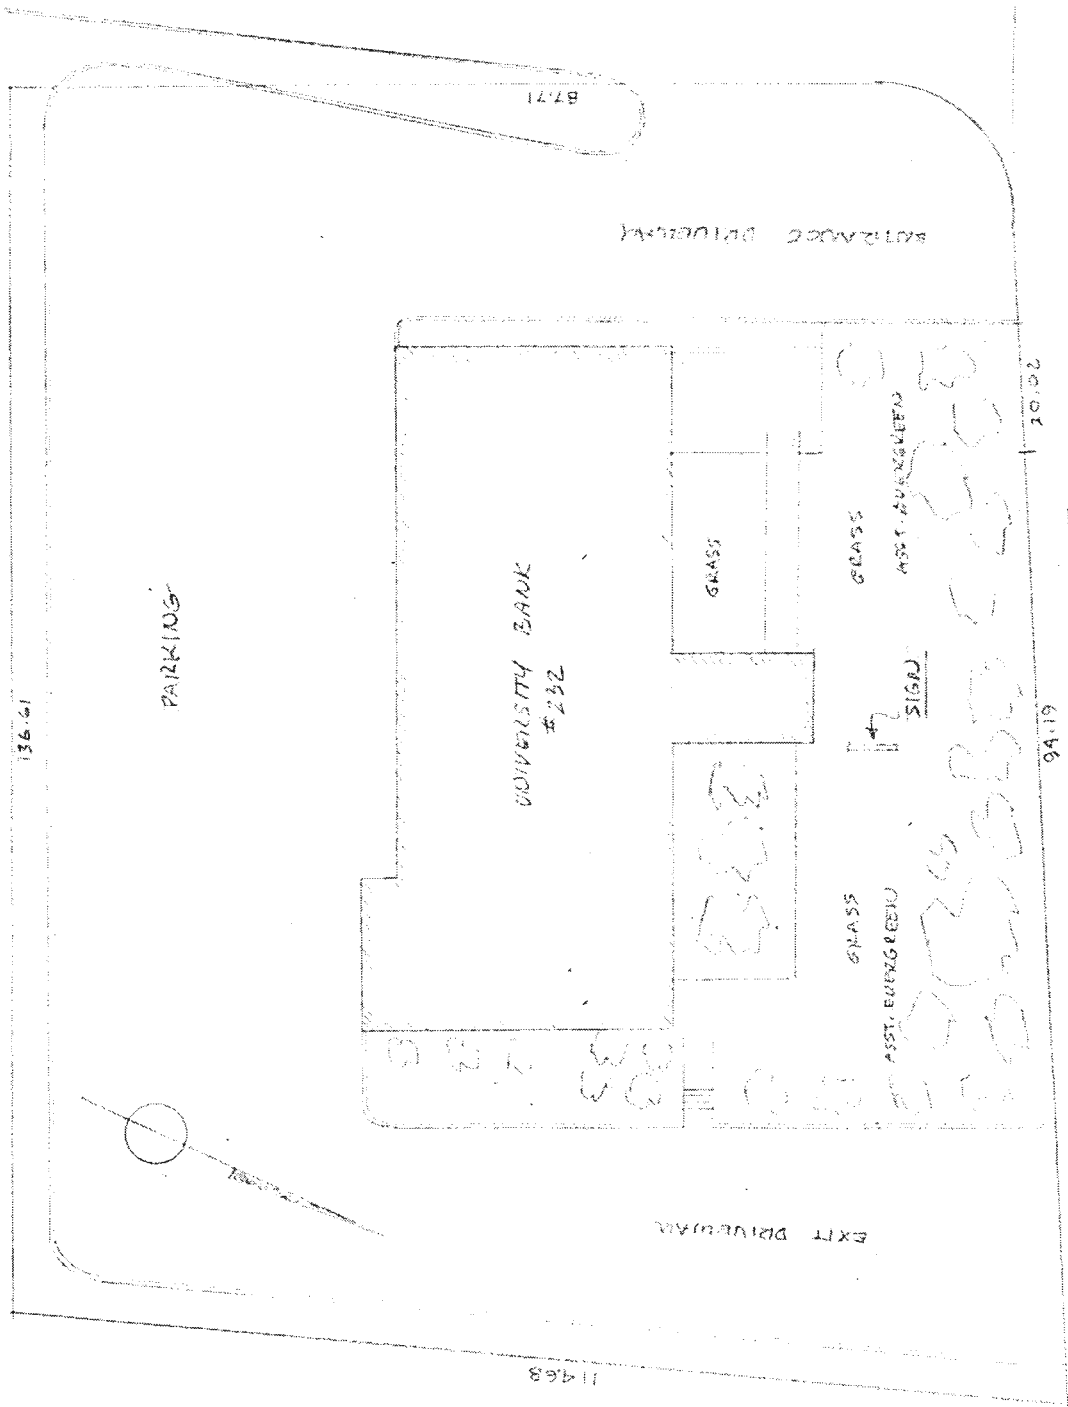 87.71
ENTRANCE DRIVEWAY
20.02
ASST. EVERGREEN
GRASS
GRASS
PARKING
UNIVERSITY BANK
#232
SIGN
136.61
94.19
GRASS
ASST. EVERGREEN
EXIT DRIVEWAY
114.63